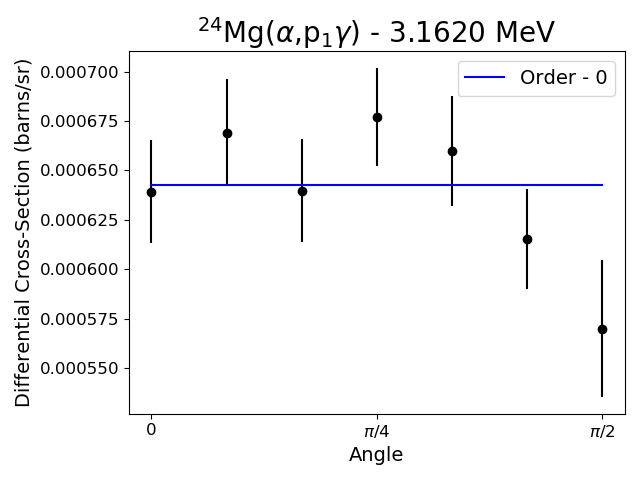 ²⁴Mg(α,p₁γ) - 3.1620 MeV
Order - 0
Differential Cross-Section (barns/sr)
0.000700
0.000675
0.000650
0.000625
0.000600
0.000575
0.000550
0
π/4
π/2
Angle